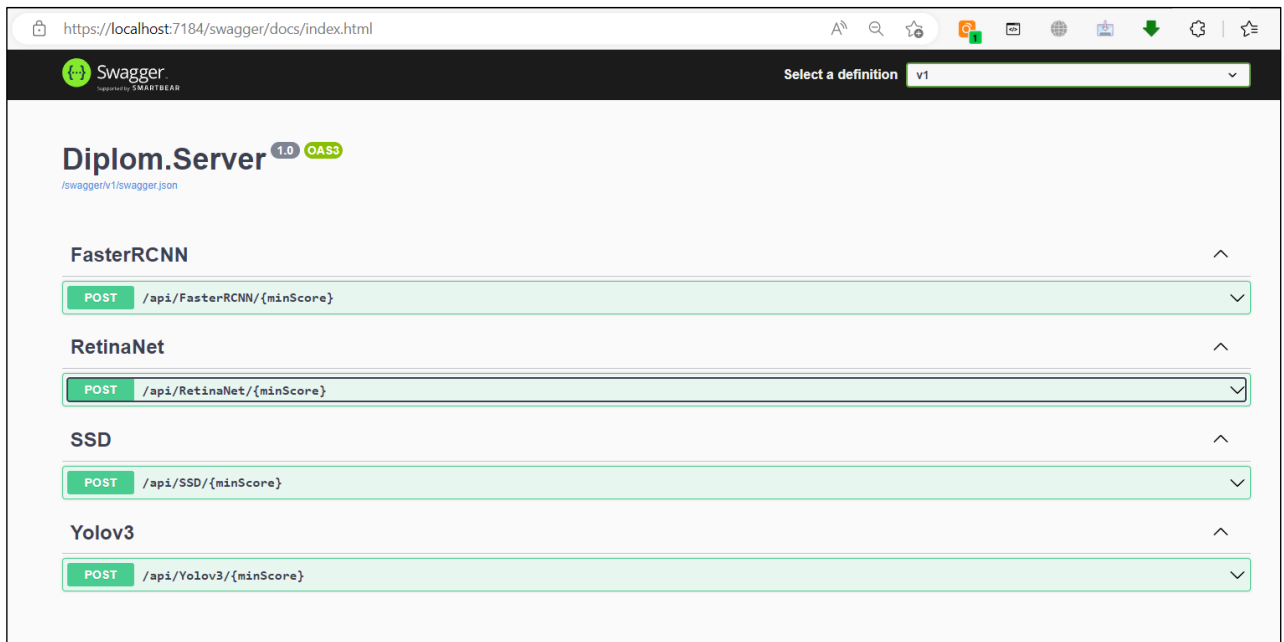 https://localhost:7184/swagger/docs/index.html
1
Swagger.
Supported by SMARTBEAR
Select a definition
v1
Diplom.Server 1.0 OAS3
/swagger/v1/swagger.json
FasterRCNN
POST /api/FasterRCNN/{minScore}
RetinaNet
POST /api/RetinaNet/{minScore}
SSD
POST /api/SSD/{minScore}
Yolov3
POST /api/Yolov3/{minScore}